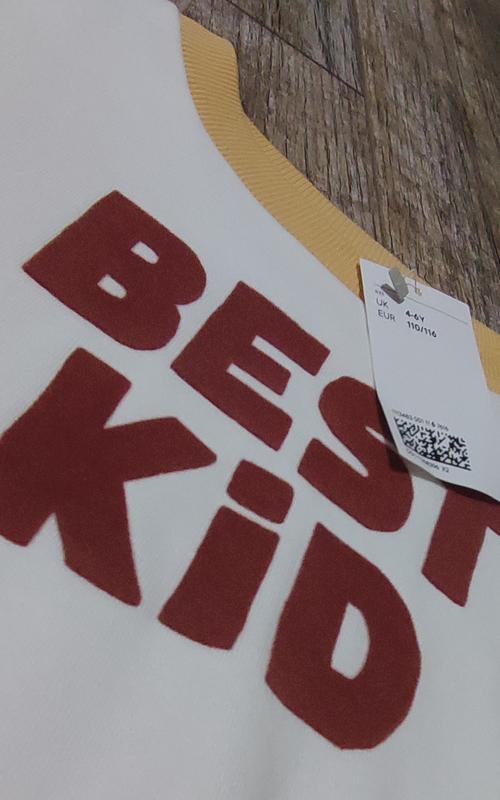 BEST
KiD
UK 4-6Y
EUR 110/116